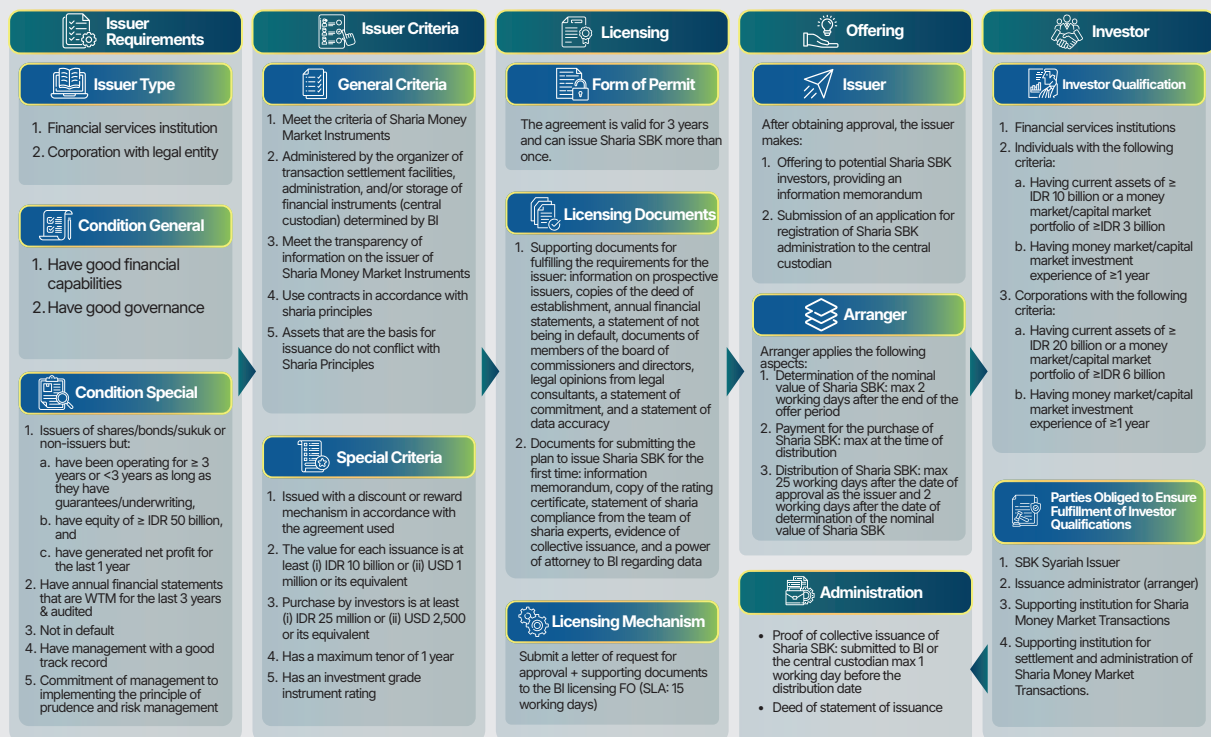 Issuer
Requirements
Issuer Type
1. Financial services institution
2. Corporation with legal entity
Condition General
1. Have good financial
capabilities
2. Have good governance
Condition Special
1. Issuers of shares/bonds/sukuk or
non-issuers but:
a. have been operating for ≥ 3
years or <3 years as long as
they have
guarantees/underwriting,
b. have equity of ≥ IDR 50 billion,
and
c. have generated net profit for
the last 1 year
2. Have annual financial statements
that are WTM for the last 3 years
& audited
3. Not in default
4. Have management with a good
track record
5. Commitment of management to
implementing the principle of
prudence and risk management
Issuer Criteria
General Criteria
1. Meet the criteria of Sharia Money
Market Instruments
2. Administered by the organizer of
transaction settlement facilities,
administration, and/or storage of
financial instruments (central
custodian) determined by BI
3. Meet the transparency of
information on the issuer of
Sharia Money Market Instruments
4. Use contracts in accordance with
sharia principles
5. Assets that are the basis for
issuance do not conflict with
Sharia Principles
Special Criteria
1. Issued with a discount or reward
mechanism in accordance with
the agreement used
2. The value for each issuance is at
least (i) IDR 10 billion or (ii) USD 1
million or its equivalent
3. Purchase by investors is at least
(i) IDR 25 million or (ii) USD 2,500
or its equivalent
4. Has a maximum tenor of 1 year
5. Has an investment grade
instrument rating
Licensing
Form of Permit
The agreement is valid for 3 years
and can issue Sharia SBK more than
once.
Licensing Documents
1. Supporting documents for
fulfilling the requirements for the
issuer: information on prospective
issuers, copies of the deed of
establishment, annual financial
statements, a statement of not
being in default, documents of
members of the board of
commissioners and directors,
legal opinions from legal
consultants, a statement of
commitment, and a statement of
data accuracy
2. Documents for submitting the
plan to issue Sharia SBK for the
first time: information
memorandum, copy of the rating
certificate, statement of sharia
compliance from the team of
sharia experts, evidence of
collective issuance, and a power
of attorney to BI regarding data
Licensing Mechanism
Submit a letter of request for
approval + supporting documents
to the BI licensing FO (SLA: 15
working days)
Offering
Issuer
After obtaining approval, the issuer
makes:
1. Offering to potential Sharia SBK
investors, providing an
information memorandum
2. Submission of an application for
registration of Sharia SBK
administration to the central
custodian
Arranger
Arranger applies the following
aspects:
1. Determination of the nominal
value of Sharia SBK: max 2
working days after the end of the
offer period
2. Payment for the purchase of
Sharia SBK: max at the time of
distribution
3. Distribution of Sharia SBK: max
25 working days after the date of
approval as the issuer and 2
working days after the date of
determination of the nominal
value of Sharia SBK
Administration
• Proof of collective issuance of
Sharia SBK: submitted to BI or
the central custodian max 1
working day before the
distribution date
• Deed of statement of issuance
Investor
Investor Qualification
1. Financial services institutions
2. Individuals with the following
criteria:
a. Having current assets of ≥
IDR 10 billion or a money
market/capital market
portfolio of ≥IDR 3 billion
b. Having money market/capital
market investment
experience of ≥1 year
3. Corporations with the following
criteria:
a. Having current assets of ≥
IDR 20 billion or a money
market/capital market
portfolio of ≥IDR 6 billion
b. Having money market/capital
market investment
experience of ≥1 year
Parties Obliged to Ensure
Fulfillment of Investor
Qualifications
1. SBK Syariah Issuer
2. Issuance administrator (arranger)
3. Supporting institution for Sharia
Money Market Transactions
4. Supporting institution for
settlement and administration of
Sharia Money Market
Transactions.